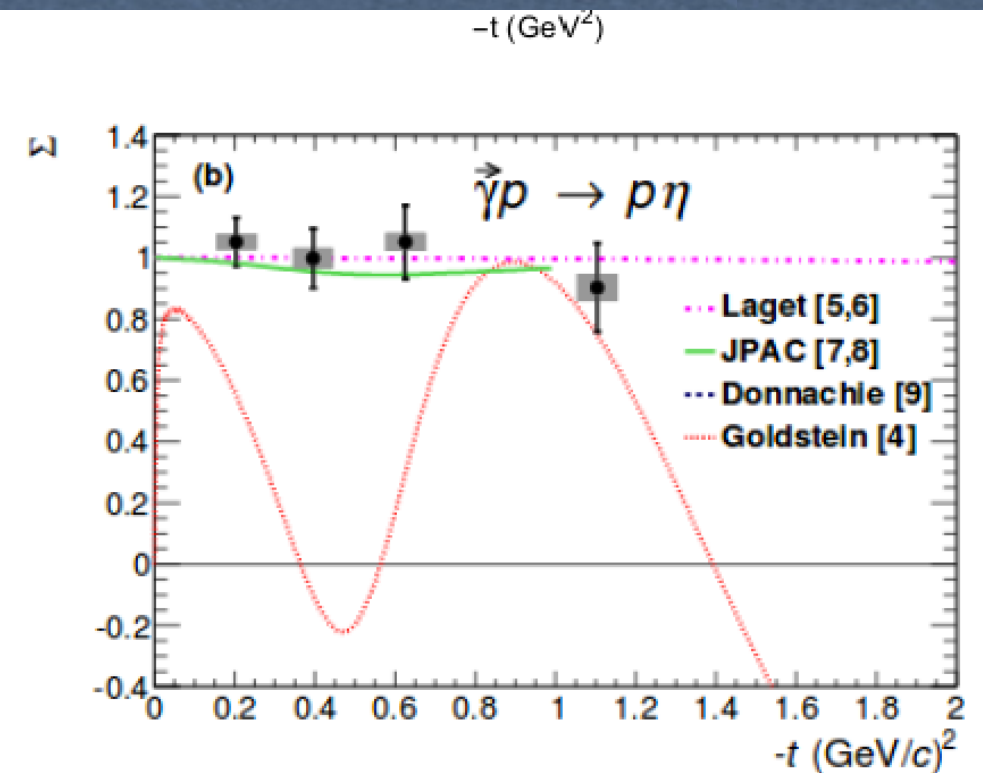 −t (GeV²)
Σ
(b)
γ⃗p → pη
1.4
1.2
1
0.8
0.6
0.4
0.2
0
-0.2
-0.4
Laget [5,6]
JPAC [7,8]
Donnachie [9]
Goldstein [4]
0 0.2 0.4 0.6 0.8 1 1.2 1.4 1.6 1.8 2
-t (GeV/c)²